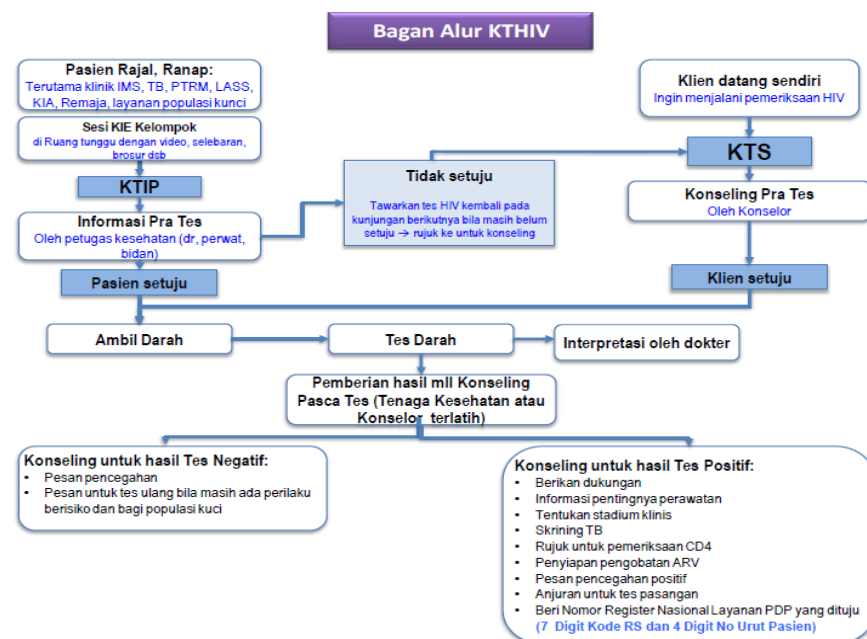 Bagan Alur KTHIV
Pasien Rajal, Ranap:
Terutama klinik IMS, TB, PTRM, LASS,
KIA, Remaja, layanan populasi kunci
Sesi KIE Kelompok
di Ruang tunggu dengan video, selebaran,
brosur dsb
KTIP
Informasi Pra Tes
Oleh petugas kesehatan (dr, perwat,
bidan)
Pasien setuju
Tidak setuju
Tawarkan tes HIV kembali pada
kunjungan berikutnya bila masih belum
setuju → rujuk ke untuk konseling
Klien datang sendiri
Ingin menjalani pemeriksaan HIV
KTS
Konseling Pra Tes
Oleh Konselor
Klien setuju
Ambil Darah
Tes Darah
Interpretasi oleh dokter
Pemberian hasil mll Konseling
Pasca Tes (Tenaga Kesehatan atau
Konselor terlatih)
Konseling untuk hasil Tes Negatif:
• Pesan pencegahan
• Pesan untuk tes ulang bila masih ada perilaku
berisiko dan bagi populasi kuci
Konseling untuk hasil Tes Positif:
• Berikan dukungan
• Informasi pentingnya perawatan
• Tentukan stadium klinis
• Skrining TB
• Rujuk untuk pemeriksaan CD4
• Penyiapan pengobatan ARV
• Pesan pencegahan positif
• Anjuran untuk tes pasangan
• Beri Nomor Register Nasional Layanan PDP yang dituju
(7 Digit Kode RS dan 4 Digit No Urut Pasien)